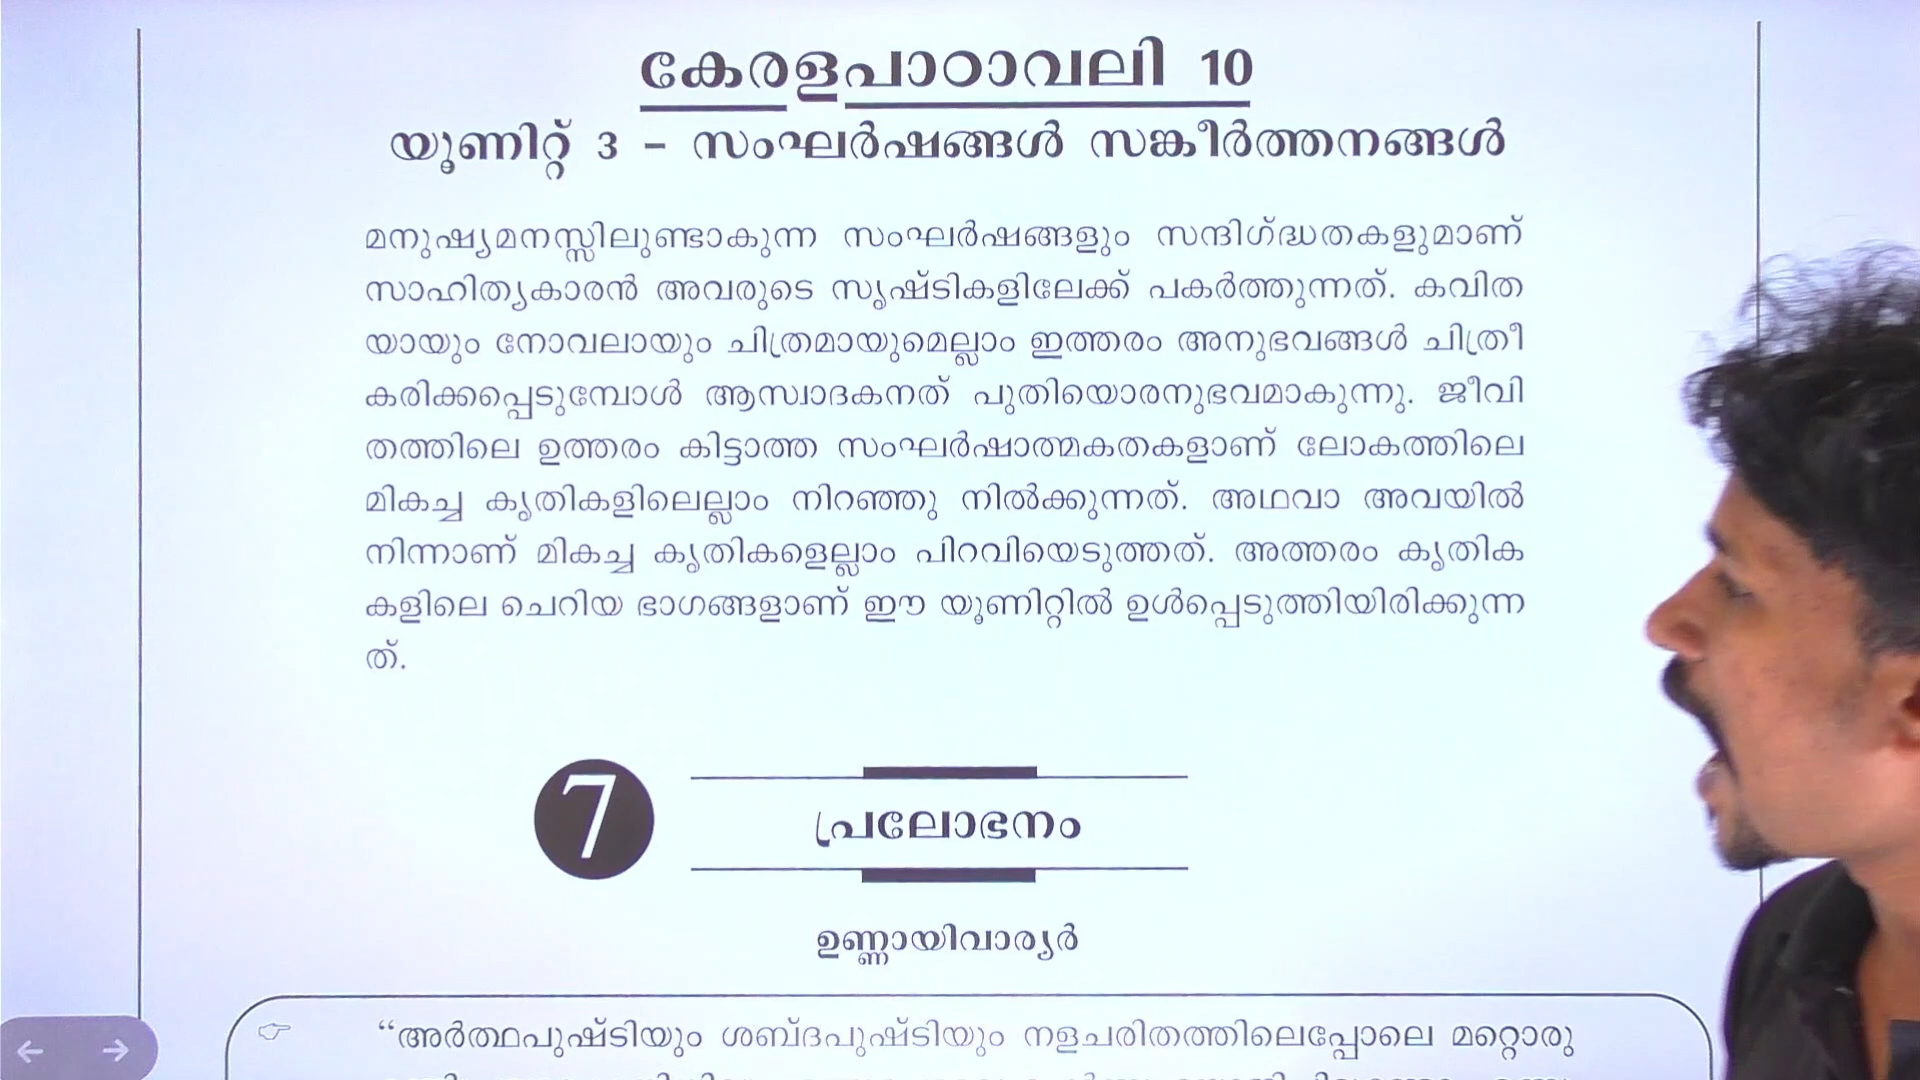 കേരളപാഠാവലി 10
യൂണിറ്റ് 3 - സംഘർഷങ്ങൾ സങ്കീർത്തനങ്ങൾ
മനുഷ്യമനസ്സിലുണ്ടാകുന്ന സംഘർഷങ്ങളും സന്ദിഗ്ദ്ധതകളുമാണ്
സാഹിത്യകാരൻ അവരുടെ സൃഷ്ടികളിലേക്ക് പകർത്തുന്നത്. കവിത
യായും നോവലായും ചിത്രമായുമെല്ലാം ഇത്തരം അനുഭവങ്ങൾ ചിത്രീ
കരിക്കപ്പെടുമ്പോൾ ആസ്വാദകനത് പുതിയൊരനുഭവമാകുന്നു. ജീവി
തത്തിലെ ഉത്തരം കിട്ടാത്ത സംഘർഷാത്മകതകളാണ് ലോകത്തിലെ
മികച്ച കൃതികളിലെല്ലാം നിറഞ്ഞു നിൽക്കുന്നത്. അഥവാ അവയിൽ
നിന്നാണ് മികച്ച കൃതികളെല്ലാം പിറവിയെടുത്തത്. അത്തരം കൃതിക
കളിലെ ചെറിയ ഭാഗങ്ങളാണ് ഈ യൂണിറ്റിൽ ഉൾപ്പെടുത്തിയിരിക്കുന്ന
ത്.
7
പ്രലോഭനം
ഉണ്ണായിവാര്യർ
“അർത്ഥപുഷ്ടിയും ശബ്ദപുഷ്ടിയും നളചരിതത്തിലെപ്പോലെ മറ്റൊരു